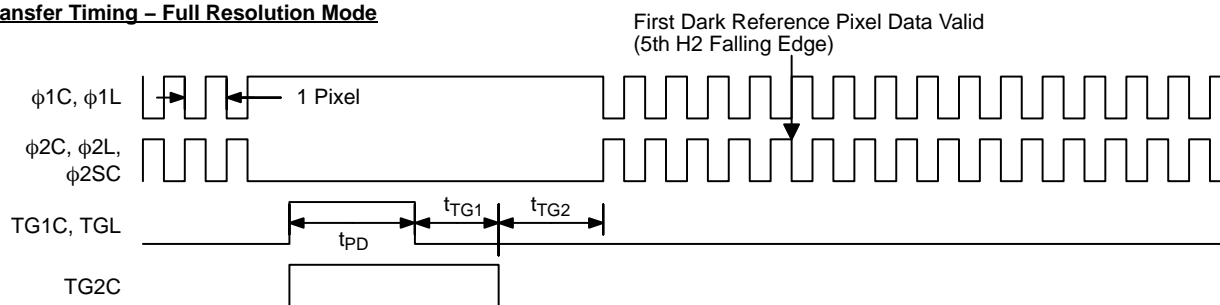 ansfer Timing – Full Resolution Mode
First Dark Reference Pixel Data Valid
(5th H2 Falling Edge)
ϕ1C, ϕ1L
1 Pixel
ϕ2C, ϕ2L,
ϕ2SC
TG1C, TGL
tPD
tTG1
tTG2
TG2C